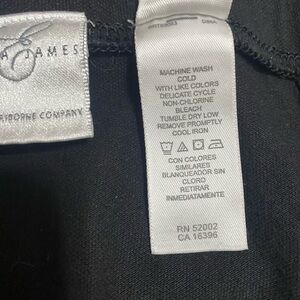 A JAMES
CLAIBORNE COMPANY
MACHINE WASH
COLD
WITH LIKE COLORS
DELICATE CYCLE
NON-CHLORINE
BLEACH
TUMBLE DRY LOW
REMOVE PROMPTLY
COOL IRON
CON COLORES
SIMILARES
BLANQUEADOR SIN
CLORO
RETIRAR
INMEDIATAMENTE
RN 52002
CA 16396